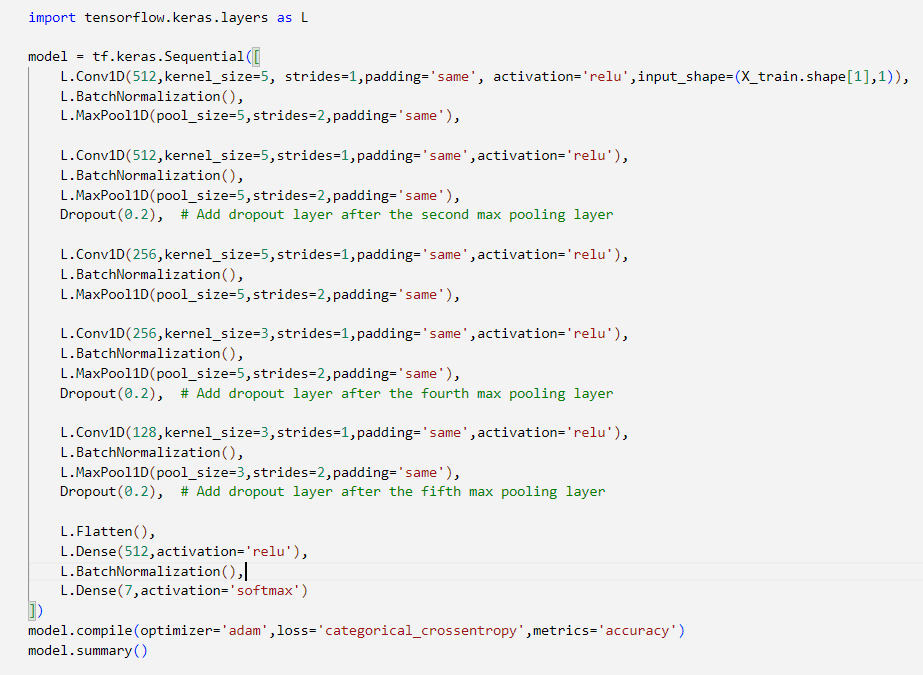 import tensorflow.keras.layers as L
model = tf.keras.Sequential([
L.Conv1D(512,kernel_size=5, strides=1,padding='same', activation='relu',input_shape=(X_train.shape[1],1)),
L.BatchNormalization(),
L.MaxPool1D(pool_size=5,strides=2,padding='same'),
L.Conv1D(512,kernel_size=5,strides=1,padding='same',activation='relu'),
L.BatchNormalization(),
L.MaxPool1D(pool_size=5,strides=2,padding='same'),
Dropout(0.2),  # Add dropout layer after the second max pooling layer
L.Conv1D(256,kernel_size=5,strides=1,padding='same',activation='relu'),
L.BatchNormalization(),
L.MaxPool1D(pool_size=5,strides=2,padding='same'),
L.Conv1D(256,kernel_size=3,strides=1,padding='same',activation='relu'),
L.BatchNormalization(),
L.MaxPool1D(pool_size=5,strides=2,padding='same'),
Dropout(0.2),  # Add dropout layer after the fourth max pooling layer
L.Conv1D(128,kernel_size=3,strides=1,padding='same',activation='relu'),
L.BatchNormalization(),
L.MaxPool1D(pool_size=3,strides=2,padding='same'),
Dropout(0.2),  # Add dropout layer after the fifth max pooling layer
L.Flatten(),
L.Dense(512,activation='relu'),
L.BatchNormalization(),
L.Dense(7,activation='softmax')
])
model.compile(optimizer='adam',loss='categorical_crossentropy',metrics='accuracy')
model.summary()